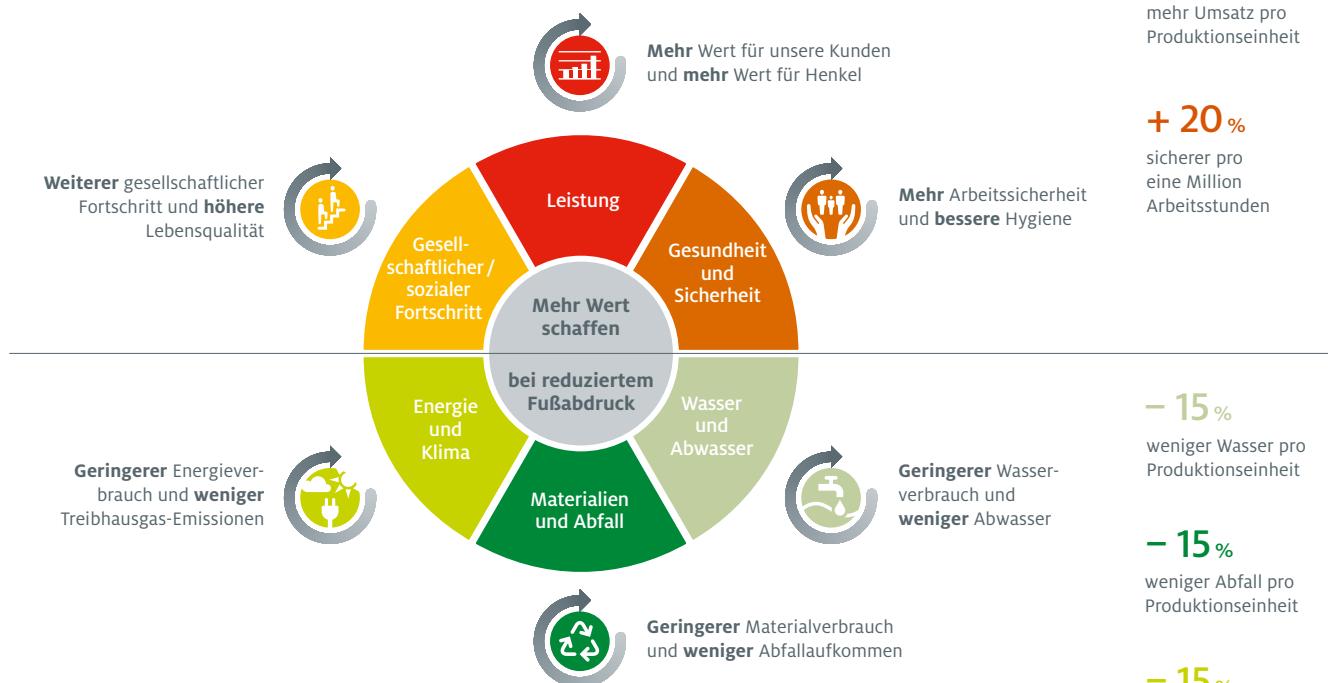 mehr Umsatz pro
Produktionseinheit
Mehr Wert für unsere Kunden
und mehr Wert für Henkel
+ 20 %
sicherer pro
eine Million
Arbeitsstunden
Weiterer gesellschaftlicher
Fortschritt und höhere
Lebensqualität
Leistung
Mehr Arbeitssicherheit
und bessere Hygiene
Gesell-
schaftlicher /
sozialer
Fortschritt
Gesundheit
und
Sicherheit
Mehr Wert
schaffen
bei reduziertem
Fußabdruck
Energie
und
Klima
Wasser
und
Abwasser
Materialien
und Abfall
– 15 %
weniger Wasser pro
Produktionseinheit
Geringerer Energiever-
brauch und weniger
Treibhausgas-Emissionen
Geringerer Wasser-
verbrauch und
weniger Abwasser
– 15 %
weniger Abfall pro
Produktionseinheit
Geringerer Materialverbrauch
und weniger Abfallaufkommen
– 15 %